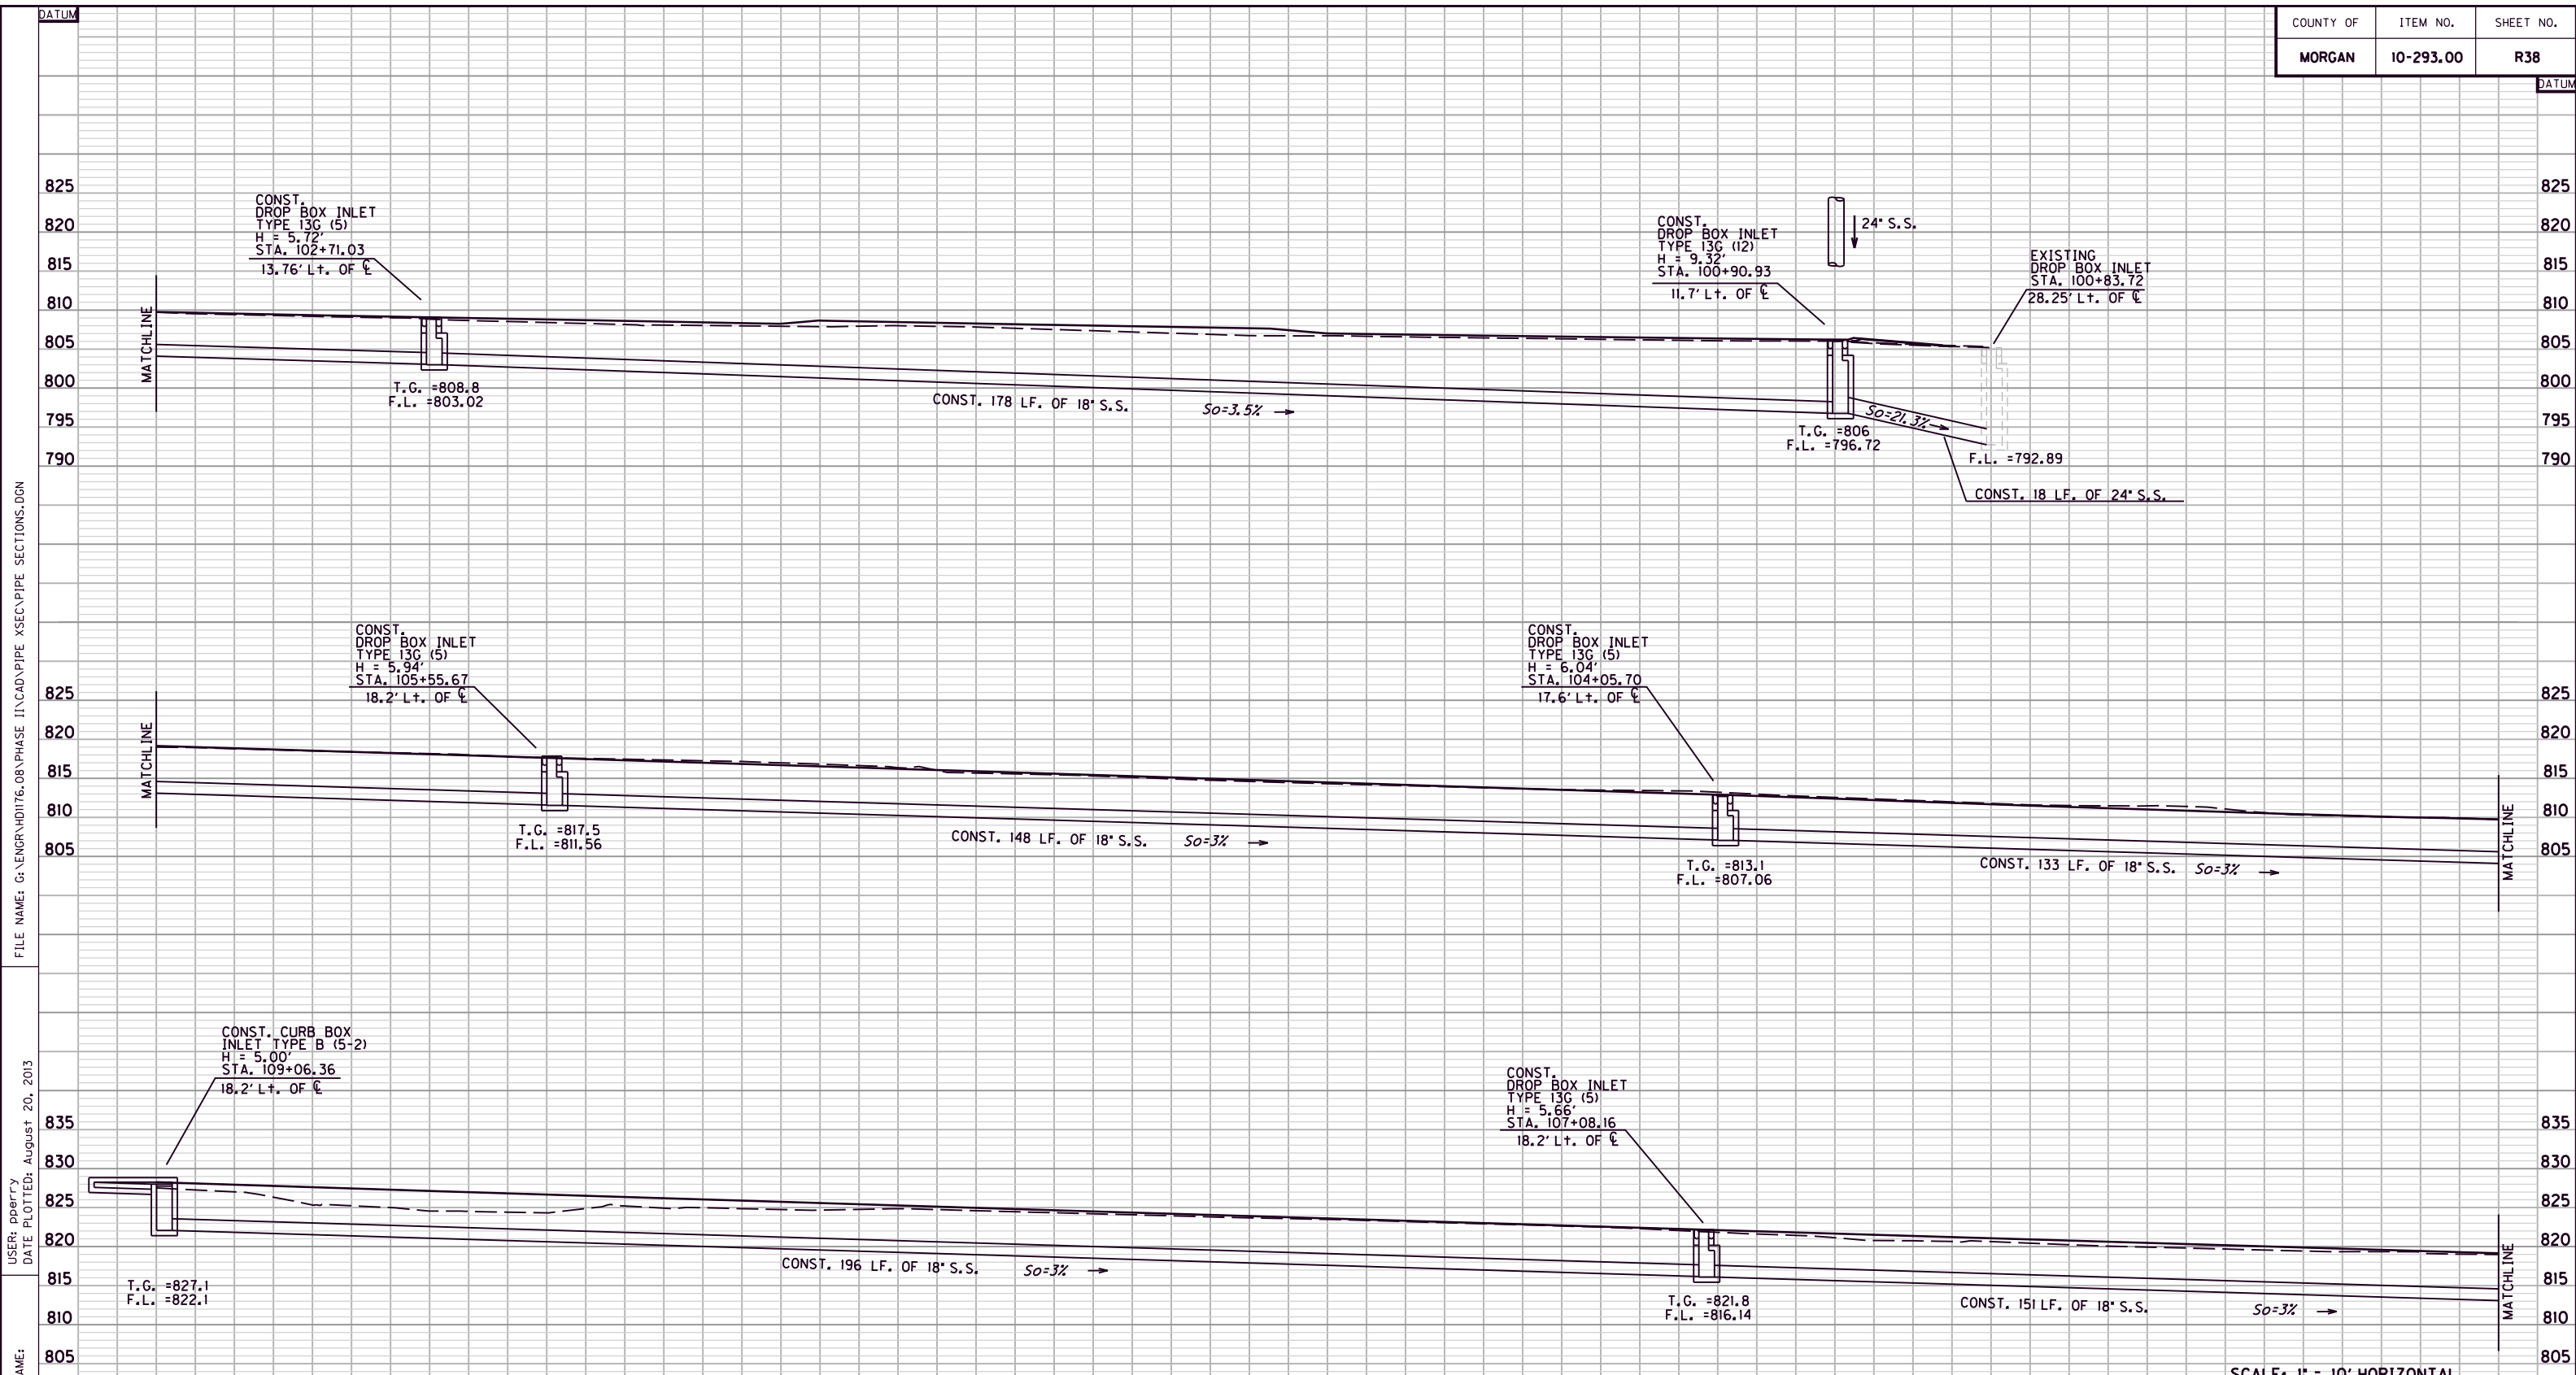 DATUM
COUNTY OF
ITEM NO.
SHEET NO.
MORGAN
10-293.00
R38
DATUM
825
820
815
810
805
800
795
790
CONST.
DROP BOX INLET
TYPE 13G (5)
H = 5.72'
STA. 102+71.03
13.76' Lt. OF ℄
MATCHLINE
T.G. =808.8
F.L. =803.02
CONST. 178 LF. OF 18" S.S.
So=3.5%
CONST.
DROP BOX INLET
TYPE 13G (12)
H = 9.32'
STA. 100+90.93
11.7' Lt. OF ℄
24" S.S.
EXISTING
DROP BOX INLET
STA. 100+83.72
28.25' Lt. OF ℄
So=21.3%
T.G. =806
F.L. =796.72
F.L. =792.89
CONST. 18 LF. OF 24" S.S.
825
820
815
810
805
800
795
790
825
820
815
810
805
MATCHLINE
CONST.
DROP BOX INLET
TYPE 13G (5)
H = 5.94'
STA. 105+55.67
18.2' Lt. OF ℄
T.G. =817.5
F.L. =811.56
CONST. 148 LF. OF 18" S.S.
So=3%
CONST.
DROP BOX INLET
TYPE 13G (5)
H = 6.04'
STA. 104+05.70
17.6' Lt. OF ℄
T.G. =813.1
F.L. =807.06
CONST. 133 LF. OF 18" S.S.
So=3%
MATCHLINE
825
820
815
810
805
835
830
825
820
815
810
805
CONST. CURB BOX
INLET TYPE B (5-2)
H = 5.00'
STA. 109+06.36
18.2' Lt. OF ℄
T.G. =827.1
F.L. =822.1
CONST. 196 LF. OF 18" S.S.
So=3%
CONST.
DROP BOX INLET
TYPE 13G (5)
H = 5.66'
STA. 107+08.16
18.2' Lt. OF ℄
T.G. =821.8
F.L. =816.14
CONST. 151 LF. OF 18" S.S.
So=3%
MATCHLINE
835
830
825
820
815
810
805
SCALE: 1" = 10' HORIZONTAL
FILE NAME: G:\ENGR\HD1176.08\PHASE II\CAD\PIPE XSEC\PIPE SECTIONS.DGN
USER: pperry
DATE PLOTTED: August 20, 2013
AME: